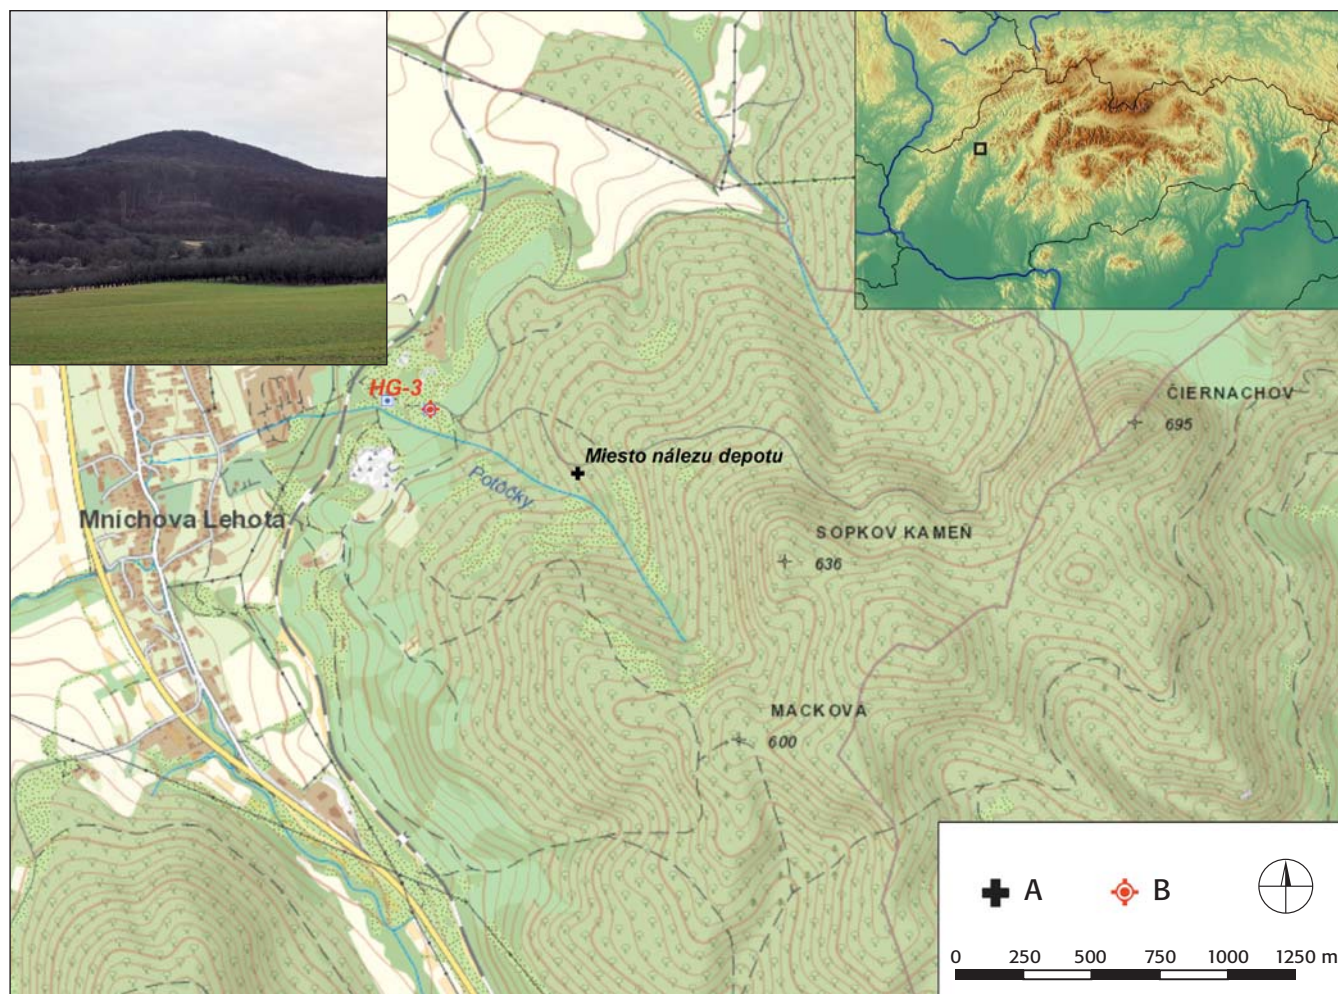 HG-3
ČIERNACHOV
695
Miesto nálezu depotu
Potôčky
Mníchova Lehota
SOPKOV KAMEŇ
636
MACKOVÁ
600
A B
0 250 500 750 1000 1250 m